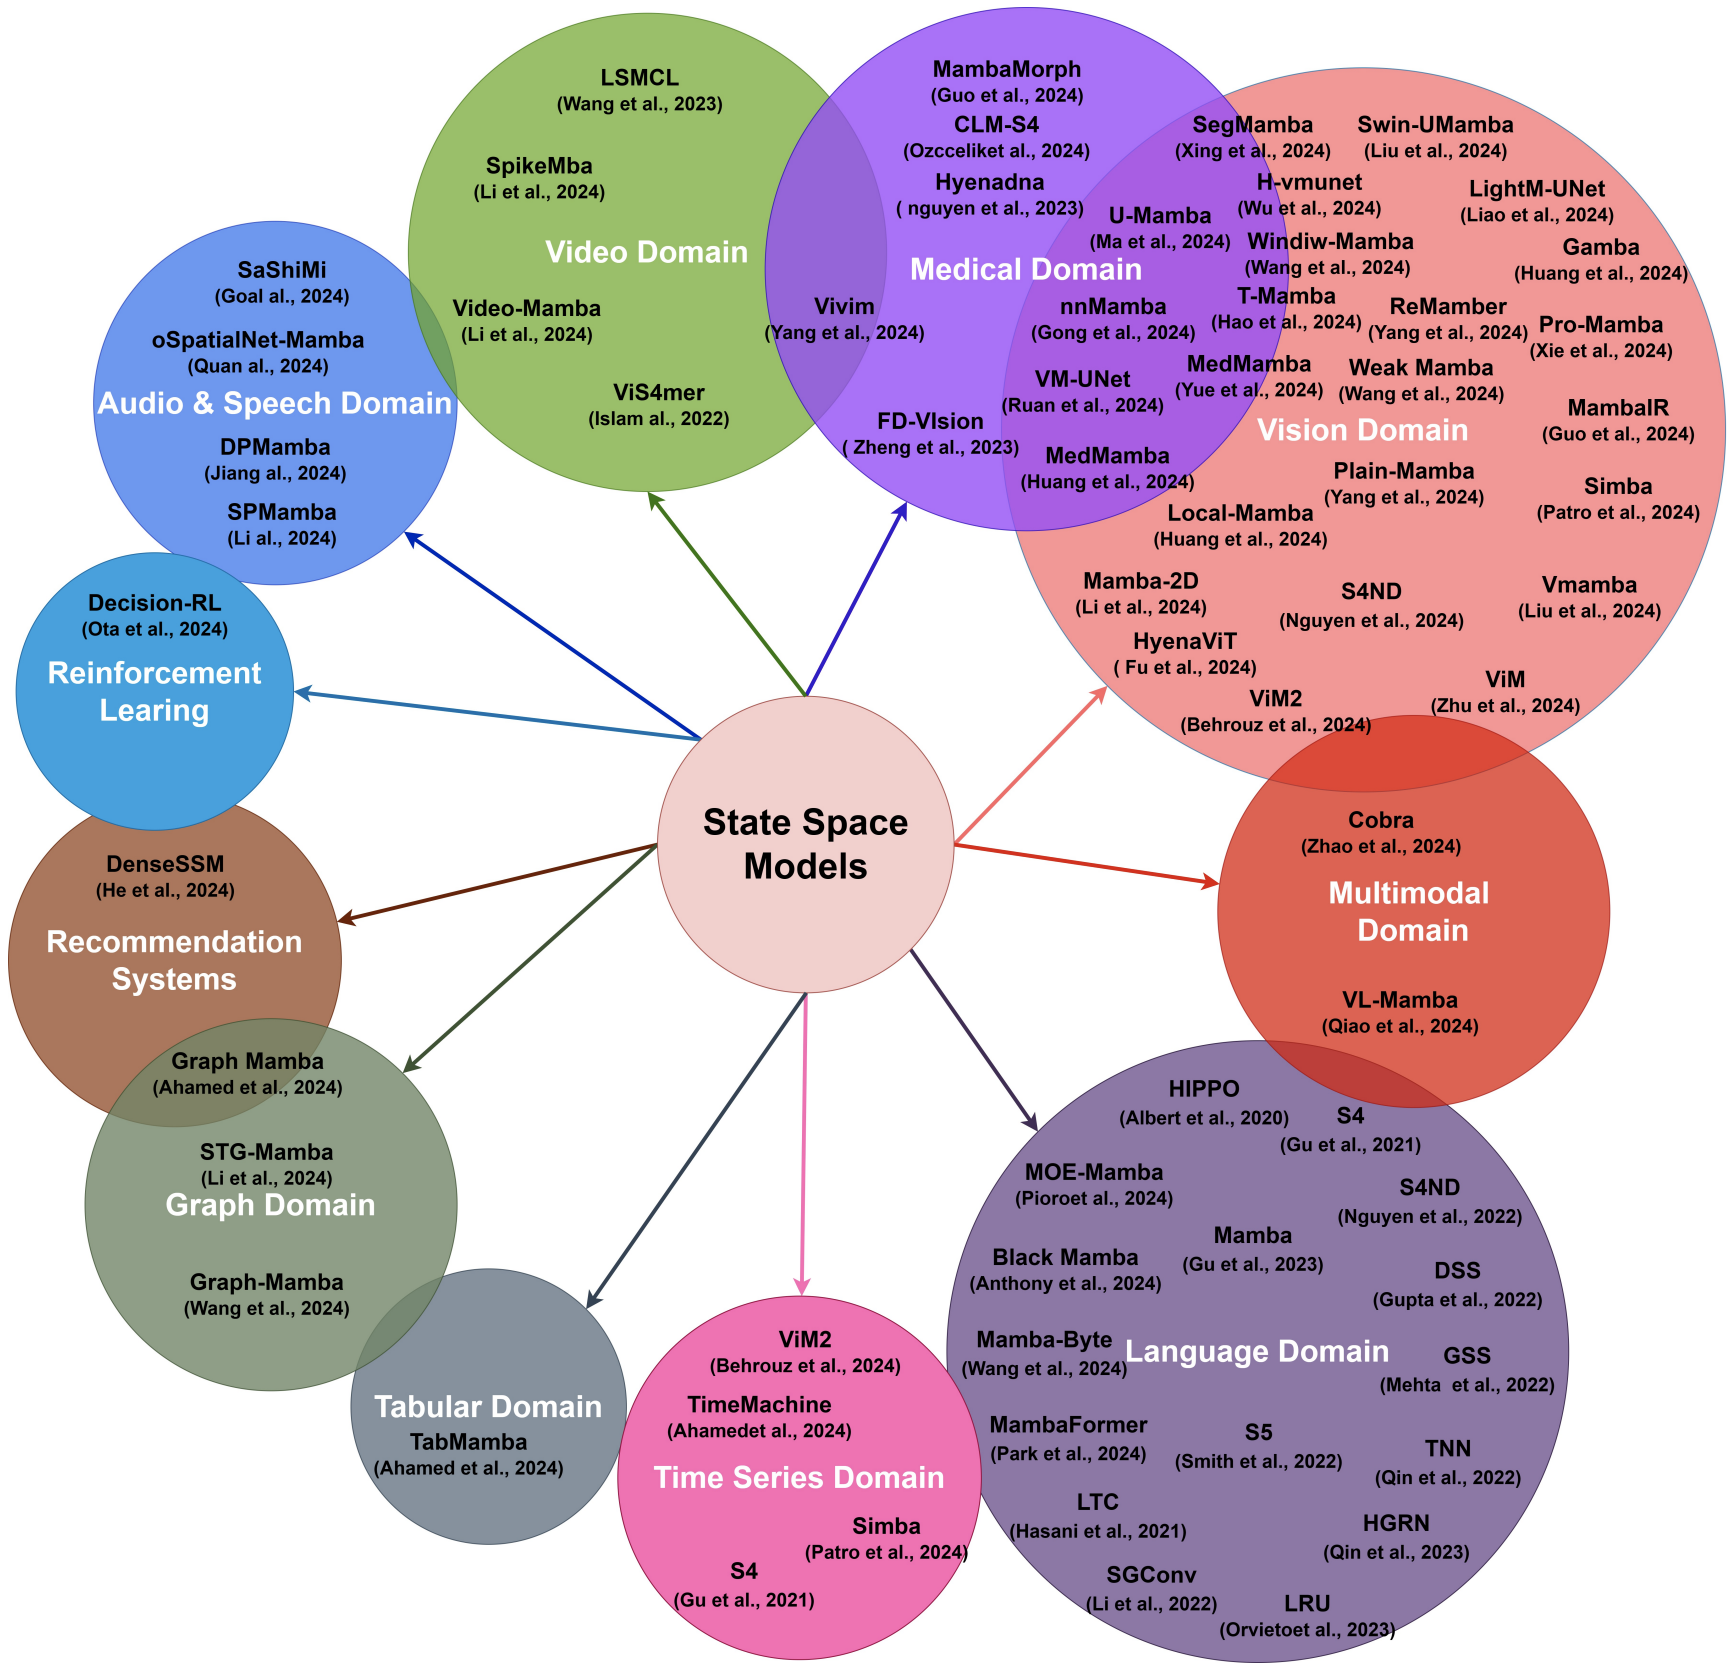 LSMCL
(Wang et al., 2023)
SpikeMba
(Li et al., 2024)
Video Domain
Video-Mamba
(Li et al., 2024)
ViS4mer
(Islam al., 2022)
Vivim
(Yang et al., 2024)
MambaMorph
(Guo et al., 2024)
CLM-S4
(Ozcceliket al., 2024)
Hyenadna
( nguyen et al., 2023)
Medical Domain
FD-VIsion
( Zheng et al., 2023)
SegMamba
(Xing et al., 2024)
H-vmunet
(Wu et al., 2024)
U-Mamba
(Ma et al., 2024)
Windiw-Mamba
(Wang et al., 2024)
nnMamba
(Gong et al., 2024)
T-Mamba
(Hao et al., 2024)
VM-UNet
(Ruan et al., 2024)
MedMamba
(Yue et al., 2024)
MedMamba
(Huang et al., 2024)
Swin-UMamba
(Liu et al., 2024)
LightM-UNet
(Liao et al., 2024)
Gamba
(Huang et al., 2024)
ReMamber
(Yang et al., 2024)
Pro-Mamba
(Xie et al., 2024)
Weak Mamba
(Wang et al., 2024)
MambaIR
(Guo et al., 2024)
Vision Domain
Plain-Mamba
(Yang et al., 2024)
Simba
(Patro et al., 2024)
Local-Mamba
(Huang et al., 2024)
Mamba-2D
(Li et al., 2024)
S4ND
(Nguyen et al., 2024)
Vmamba
(Liu et al., 2024)
HyenaViT
( Fu et al., 2024)
ViM2
(Behrouz et al., 2024)
ViM
(Zhu et al., 2024)
SaShiMi
(Goal al., 2024)
oSpatialNet-Mamba
(Quan al., 2024)
Audio & Speech Domain
DPMamba
(Jiang al., 2024)
SPMamba
(Li al., 2024)
Decision-RL
(Ota et al., 2024)
Reinforcement
Learing
State Space
Models
Cobra
(Zhao et al., 2024)
Multimodal
Domain
VL-Mamba
(Qiao et al., 2024)
DenseSSM
(He et al., 2024)
Recommendation
Systems
Graph Mamba
(Ahamed et al., 2024)
STG-Mamba
(Li et al., 2024)
Graph Domain
Graph-Mamba
(Wang et al., 2024)
Tabular Domain
TabMamba
(Ahamed et al., 2024)
ViM2
(Behrouz et al., 2024)
TimeMachine
(Ahamedet al., 2024)
Time Series Domain
Simba
(Patro et al., 2024)
S4
(Gu et al., 2021)
HIPPO
(Albert et al., 2020)
S4
(Gu et al., 2021)
MOE-Mamba
(Pioroet al., 2024)
S4ND
(Nguyen et al., 2022)
Mamba
(Gu et al., 2023)
Black Mamba
(Anthony et al., 2024)
DSS
(Gupta et al., 2022)
Mamba-Byte
(Wang et al., 2024)
Language Domain
GSS
(Mehta  et al., 2022)
MambaFormer
(Park et al., 2024)
S5
(Smith et al., 2022)
TNN
(Qin et al., 2022)
LTC
(Hasani et al., 2021)
HGRN
(Qin et al., 2023)
SGConv
(Li et al., 2022)
LRU
(Orvietoet al., 2023)